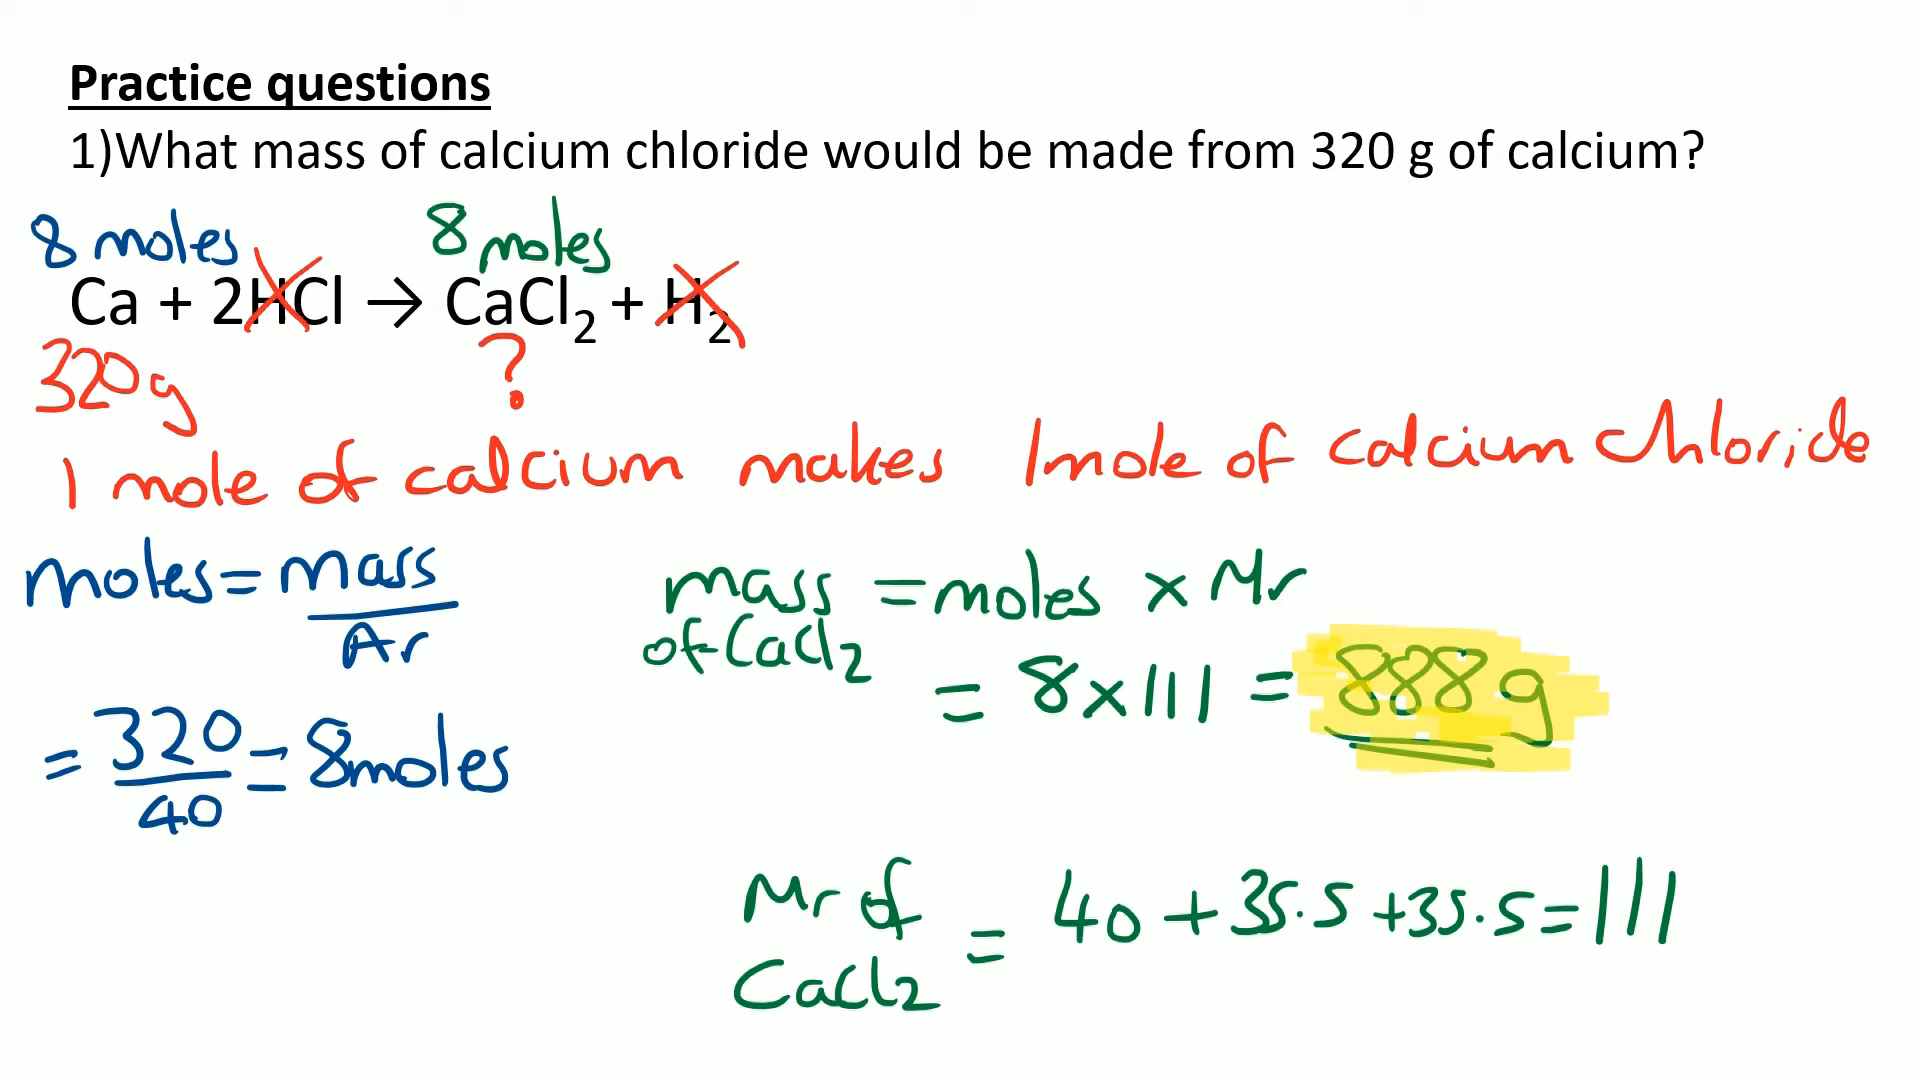 Practice questions
1)What mass of calcium chloride would be made from 320 g of calcium?
8 moles 8 moles
Ca + 2HCl → CaCl₂ + H₂
320g ?
1 mole of calcium makes 1mole of calcium chloride
moles = mass
Ar
= 320
40
= 8moles
mass = moles × Mr
of CaCl₂
= 8×111 = 888g
Mr of
CaCl₂
= 40 + 35.5 + 35.5 = 111